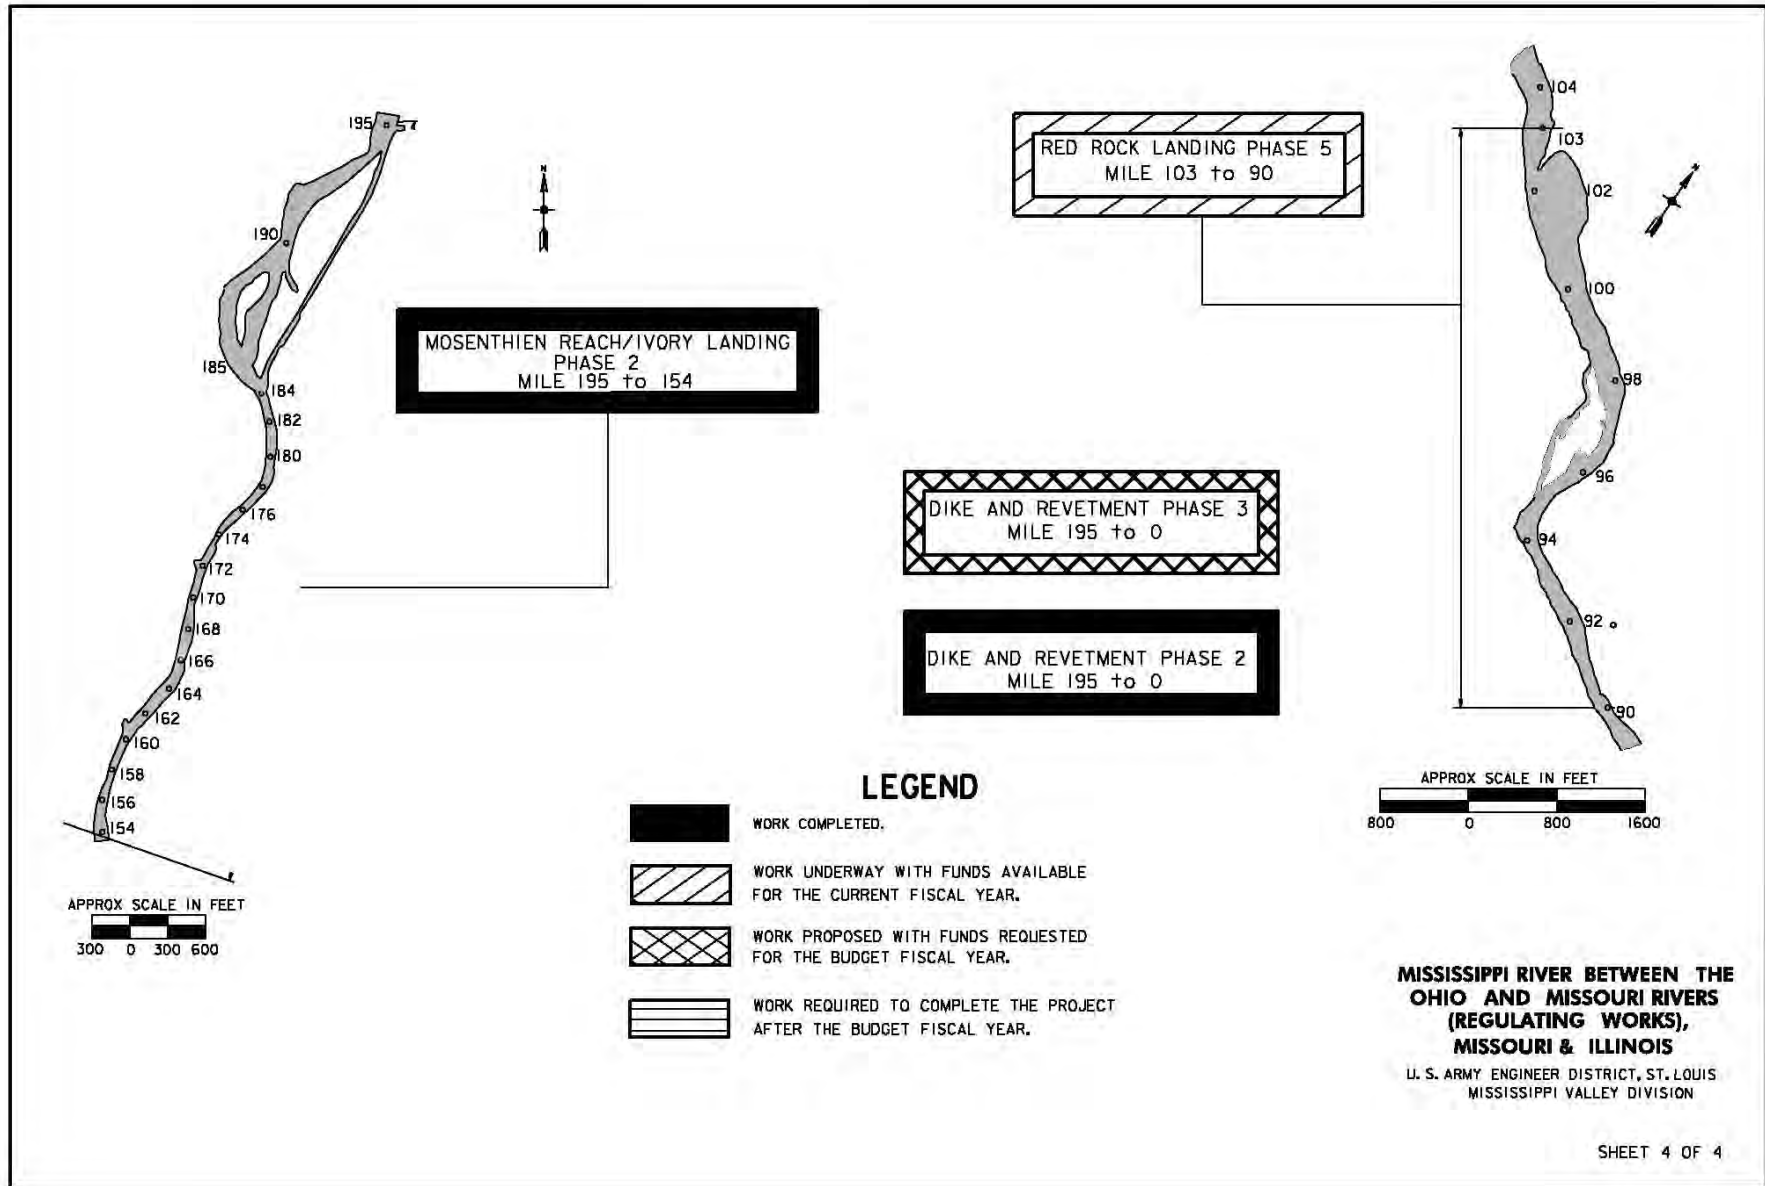 195
190
185
184
182
180
176
174
172
170
168
166
164
162
160
158
156
154
APPROX SCALE IN FEET
300 0 300 600
N
MOSENTHIEN REACH/IVORY LANDING
PHASE 2
MILE 195 to 154
RED ROCK LANDING PHASE 5
MILE 103 to 90
DIKE AND REVETMENT PHASE 3
MILE 195 to 0
DIKE AND REVETMENT PHASE 2
MILE 195 to 0
104
103
102
100
98
96
94
92
90
APPROX SCALE IN FEET
800 0 800 1600
LEGEND
WORK COMPLETED.
WORK UNDERWAY WITH FUNDS AVAILABLE
FOR THE CURRENT FISCAL YEAR.
WORK PROPOSED WITH FUNDS REQUESTED
FOR THE BUDGET FISCAL YEAR.
WORK REQUIRED TO COMPLETE THE PROJECT
AFTER THE BUDGET FISCAL YEAR.
MISSISSIPPI RIVER BETWEEN THE
OHIO AND MISSOURI RIVERS
(REGULATING WORKS),
MISSOURI & ILLINOIS
U. S. ARMY ENGINEER DISTRICT, ST. LOUIS
MISSISSIPPI VALLEY DIVISION
SHEET 4 OF 4